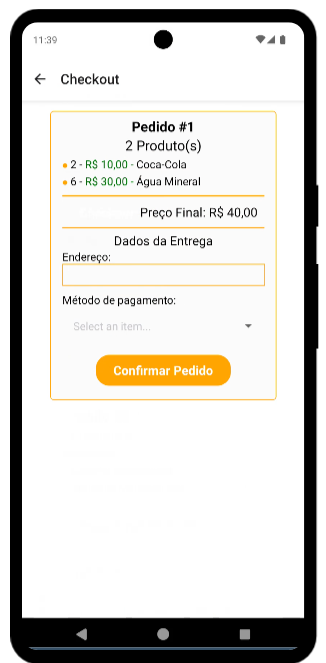 11:39
Checkout
Pedido #1
2 Produto(s)
2 - R$ 10,00 - Coca-Cola
6 - R$ 30,00 - Água Mineral
Preço Final: R$ 40,00
Dados da Entrega
Endereço:
Método de pagamento:
Select an item...
Confirmar Pedido